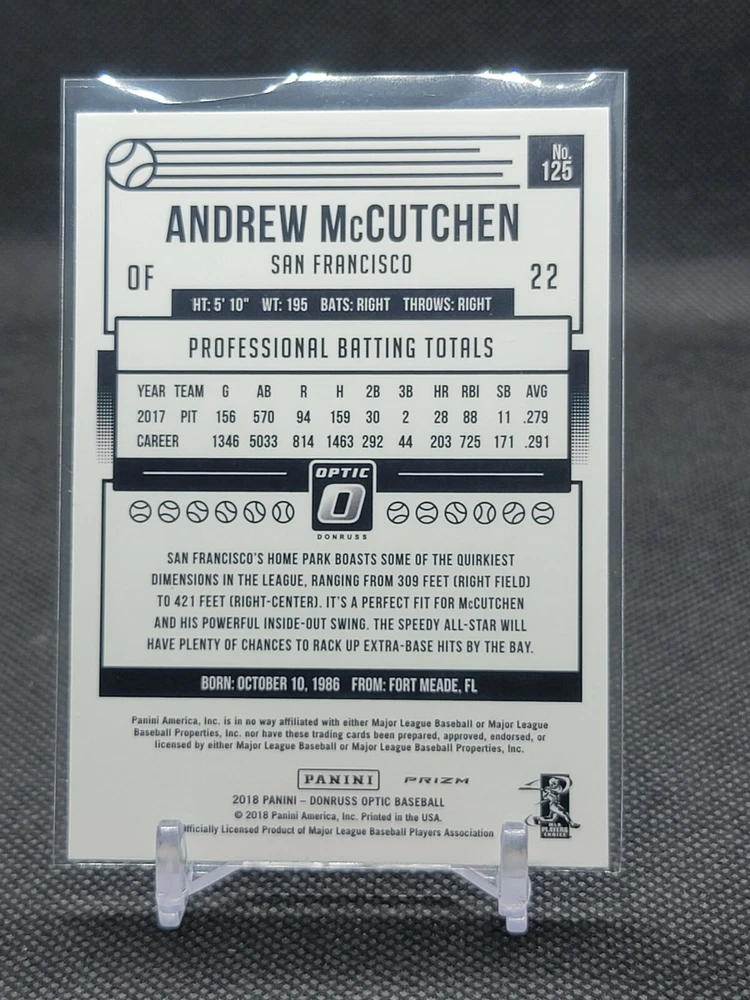 No.
125
ANDREW McCUTCHEN
SAN FRANCISCO
OF
22
HT: 5' 10" WT: 195 BATS: RIGHT THROWS: RIGHT
PROFESSIONAL BATTING TOTALS
YEAR TEAM G AB R H 2B 3B HR RBI SB AVG
2017 PIT 156 570 94 159 30 2 28 88 11 .279
CAREER 1346 5033 814 1463 292 44 203 725 171 .291
OPTIC
O
DONRUSS
SAN FRANCISCO'S HOME PARK BOASTS SOME OF THE QUIRKIEST
DIMENSIONS IN THE LEAGUE, RANGING FROM 309 FEET (RIGHT FIELD)
TO 421 FEET (RIGHT-CENTER). IT'S A PERFECT FIT FOR McCUTCHEN
AND HIS POWERFUL INSIDE-OUT SWING. THE SPEEDY ALL-STAR WILL
HAVE PLENTY OF CHANCES TO RACK UP EXTRA-BASE HITS BY THE BAY.
BORN: OCTOBER 10, 1986 FROM: FORT MEADE, FL
Panini America, Inc. is in no way affiliated with either Major League Baseball or Major League
Baseball Properties, Inc. nor have these trading cards been prepared, approved, endorsed, or
licensed by either Major League Baseball or Major League Baseball Properties, Inc.
PANINI PRIZM
2018 PANINI – DONRUSS OPTIC BASEBALL
© 2018 Panini America, Inc. Printed in the USA.
Officially Licensed Product of Major League Baseball Players Association
MLB
PLAYERS
CHOICE